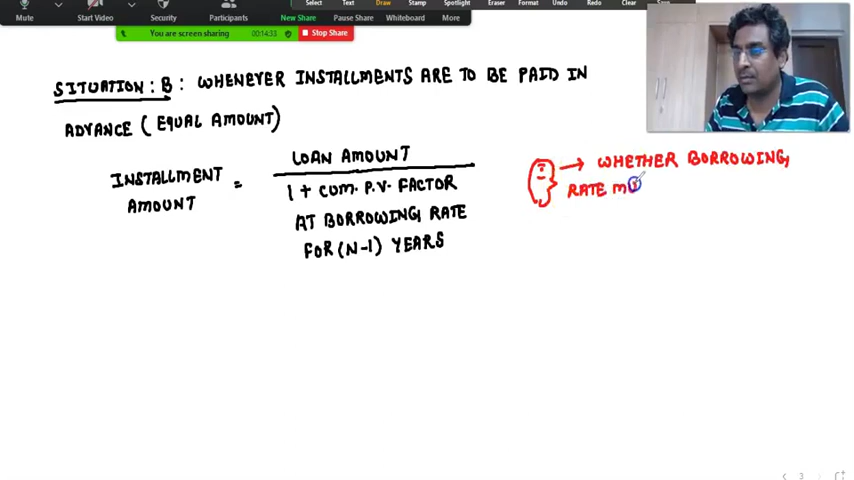 Select
Text
Draw
Stamp
Spotlight
Eraser
Format
Undo
Redo
Clear
Save
Mute
Start Video
Security
Participants
New Share
Pause Share
Whiteboard
More
You are screen sharing
00:14:33
Stop Share
SITUATION : B : WHENEVER INSTALLMENTS ARE TO BE PAID IN
ADVANCE ( EQUAL AMOUNT )
INSTALLMENT
AMOUNT
=
LOAN AMOUNT
1 + CUM. P.V. FACTOR
AT BORROWING RATE
FOR (N-1) YEARS
→ WHETHER BORROWING
RATE M
3